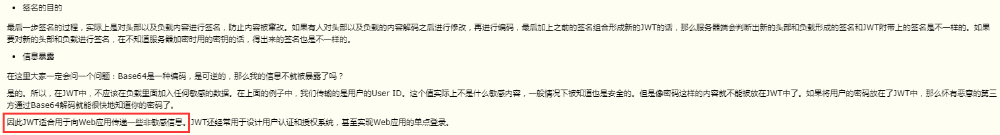 签名的目的
最后一步签名的过程，实际上是对头部以及负载内容进行签名，防止内容被窜改。如果有人对头部以及负载的内容解码之后进行修改，再进行编码，最后加上之前的签名组合形成新的JWT的话，那么服务器端会判断出新的头部和负载形成的签名和JWT附带上的签名是不一样的。如果
要对新的头部和负载进行签名，在不知道服务器加密时用的密钥的话，得出来的签名也是不一样的。
信息暴露
在这里大家一定会问一个问题：Base64是一种编码，是可逆的，那么我的信息不就被暴露了吗？
是的。所以，在JWT中，不应该在负载里面加入任何敏感的数据。在上面的例子中，我们传输的是用户的User ID。这个值实际上不是什么敏感内容，一般情况下被知道也是安全的。但是像密码这样的内容就不能被放在JWT中了。如果将用户的密码放在了JWT中，那么怀有恶意的第三
方通过Base64解码就能很快地知道你的密码了。
因此JWT适合用于向Web应用传递一些非敏感信息。JWT还经常用于设计用户认证和授权系统，甚至实现Web应用的单点登录。